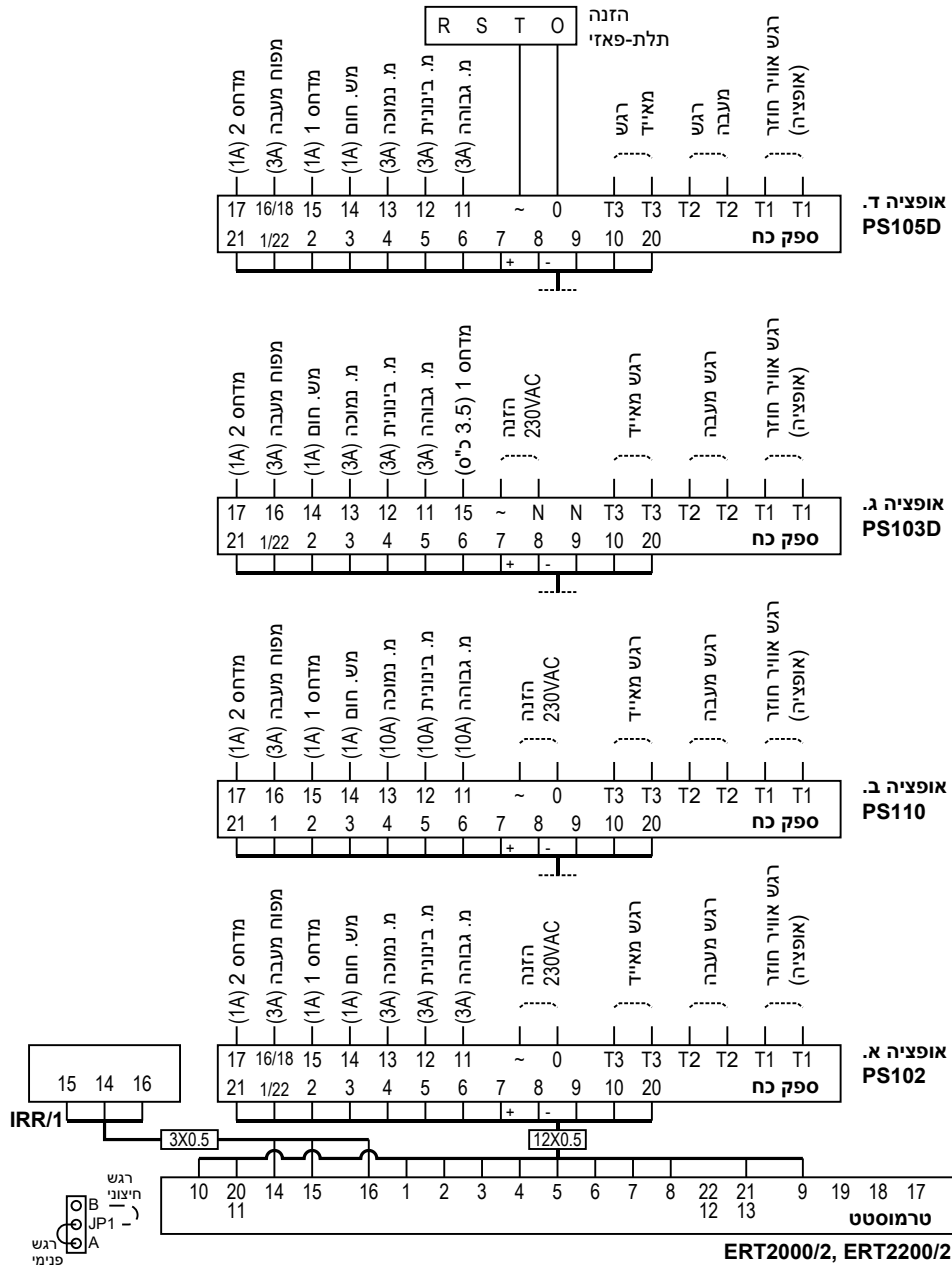 R S T O
הזנה
תלת-פאזי
מדחס 2 (1A)
מפוח מעבה (3A)
מדחס 1 (1A)
מש. חום (1A)
מ. נמוכה (3A)
מ. בינונית (3A)
מ. גבוהה (3A)
רגש
מאייד
רגש
מעבה
רגש אוויר חוזר
(אופציה)
17 16/18 15 14 13 12 11 ~ 0 T3 T3 T2 T2 T1 T1
21 1/22 2 3 4 5 6 7 8 9 10 20 ספק כח
+ -
אופציה ד.
PS105D
מדחס 2 (1A)
מפוח מעבה (3A)
מש. חום (1A)
מ. נמוכה (3A)
מ. בינונית (3A)
מ. גבוהה (3A)
מדחס 1 (3.5 כ"ס)
הזנה
230VAC
רגש מאייד
רגש מעבה
רגש אוויר חוזר
(אופציה)
17 16 14 13 12 11 15 ~ N N T3 T3 T2 T2 T1 T1
21 1/22 2 3 4 5 6 7 8 9 10 20 ספק כח
+ -
אופציה ג.
PS103D
מדחס 2 (1A)
מפוח מעבה (3A)
מדחס 1 (1A)
מש. חום (1A)
מ. נמוכה (10A)
מ. בינונית (10A)
מ. גבוהה (10A)
הזנה
230VAC
רגש מאייד
רגש מעבה
רגש אוויר חוזר
(אופציה)
17 16 15 14 13 12 11 ~ 0 T3 T3 T2 T2 T1 T1
21 1 2 3 4 5 6 7 8 9 10 20 ספק כח
+ -
אופציה ב.
PS110
מדחס 2 (1A)
מפוח מעבה (3A)
מדחס 1 (1A)
מש. חום (1A)
מ. נמוכה (3A)
מ. בינונית (3A)
מ. גבוהה (3A)
הזנה
230VAC
רגש מאייד
רגש מעבה
רגש אוויר חוזר
(אופציה)
17 16/18 15 14 13 12 11 ~ 0 T3 T3 T2 T2 T1 T1
21 1/22 2 3 4 5 6 7 8 9 10 20 ספק כח
+ -
אופציה א.
PS102
15 14 16
IRR/1
3X0.5
12X0.5
10 20 14 15 16 1 2 3 4 5 6 7 8 22 21 9 19 18 17
11 12 13
טרמוסטט
ERT2000/2, ERT2200/2
רגש
חיצוני
B
JP1
A
רגש
פנימי